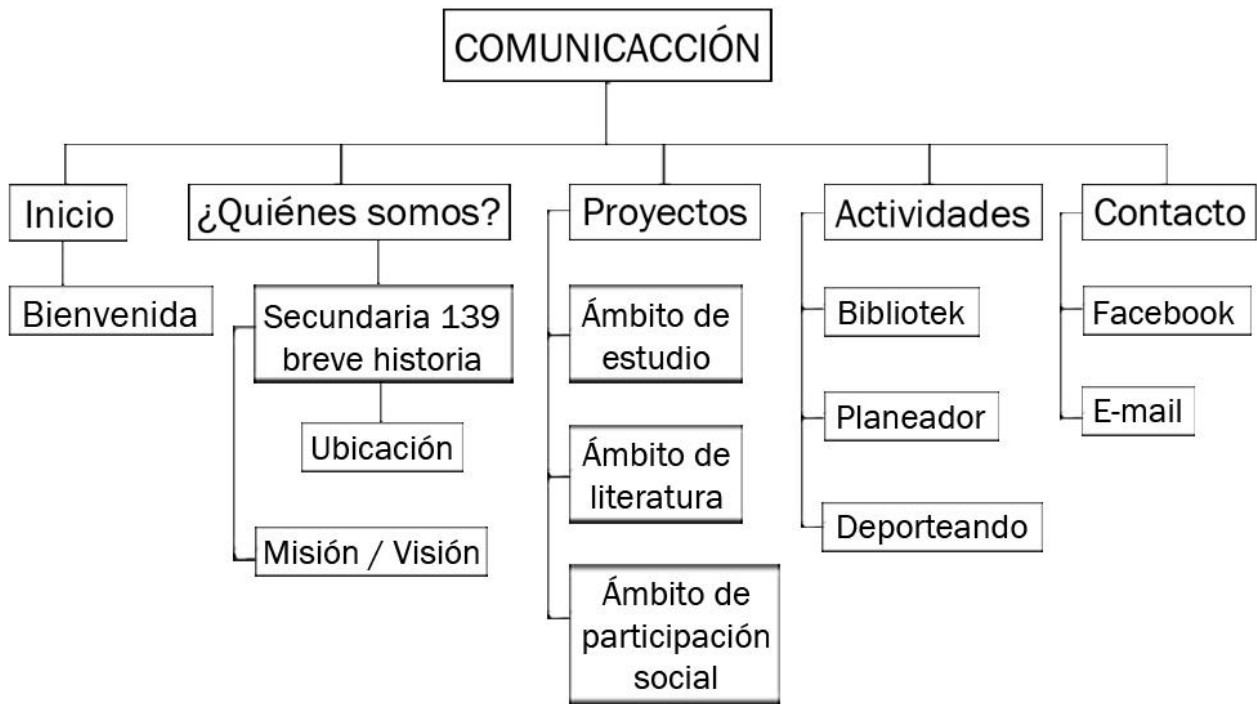 COMUNICACCIÓN
Inicio
¿Quiénes somos?
Proyectos
Actividades
Contacto
Bienvenida
Secundaria 139
breve historia
Ubicación
Misión / Visión
Ámbito de
estudio
Ámbito de
literatura
Ámbito de
participación
social
Bibliotek
Planeador
Deporteando
Facebook
E-mail